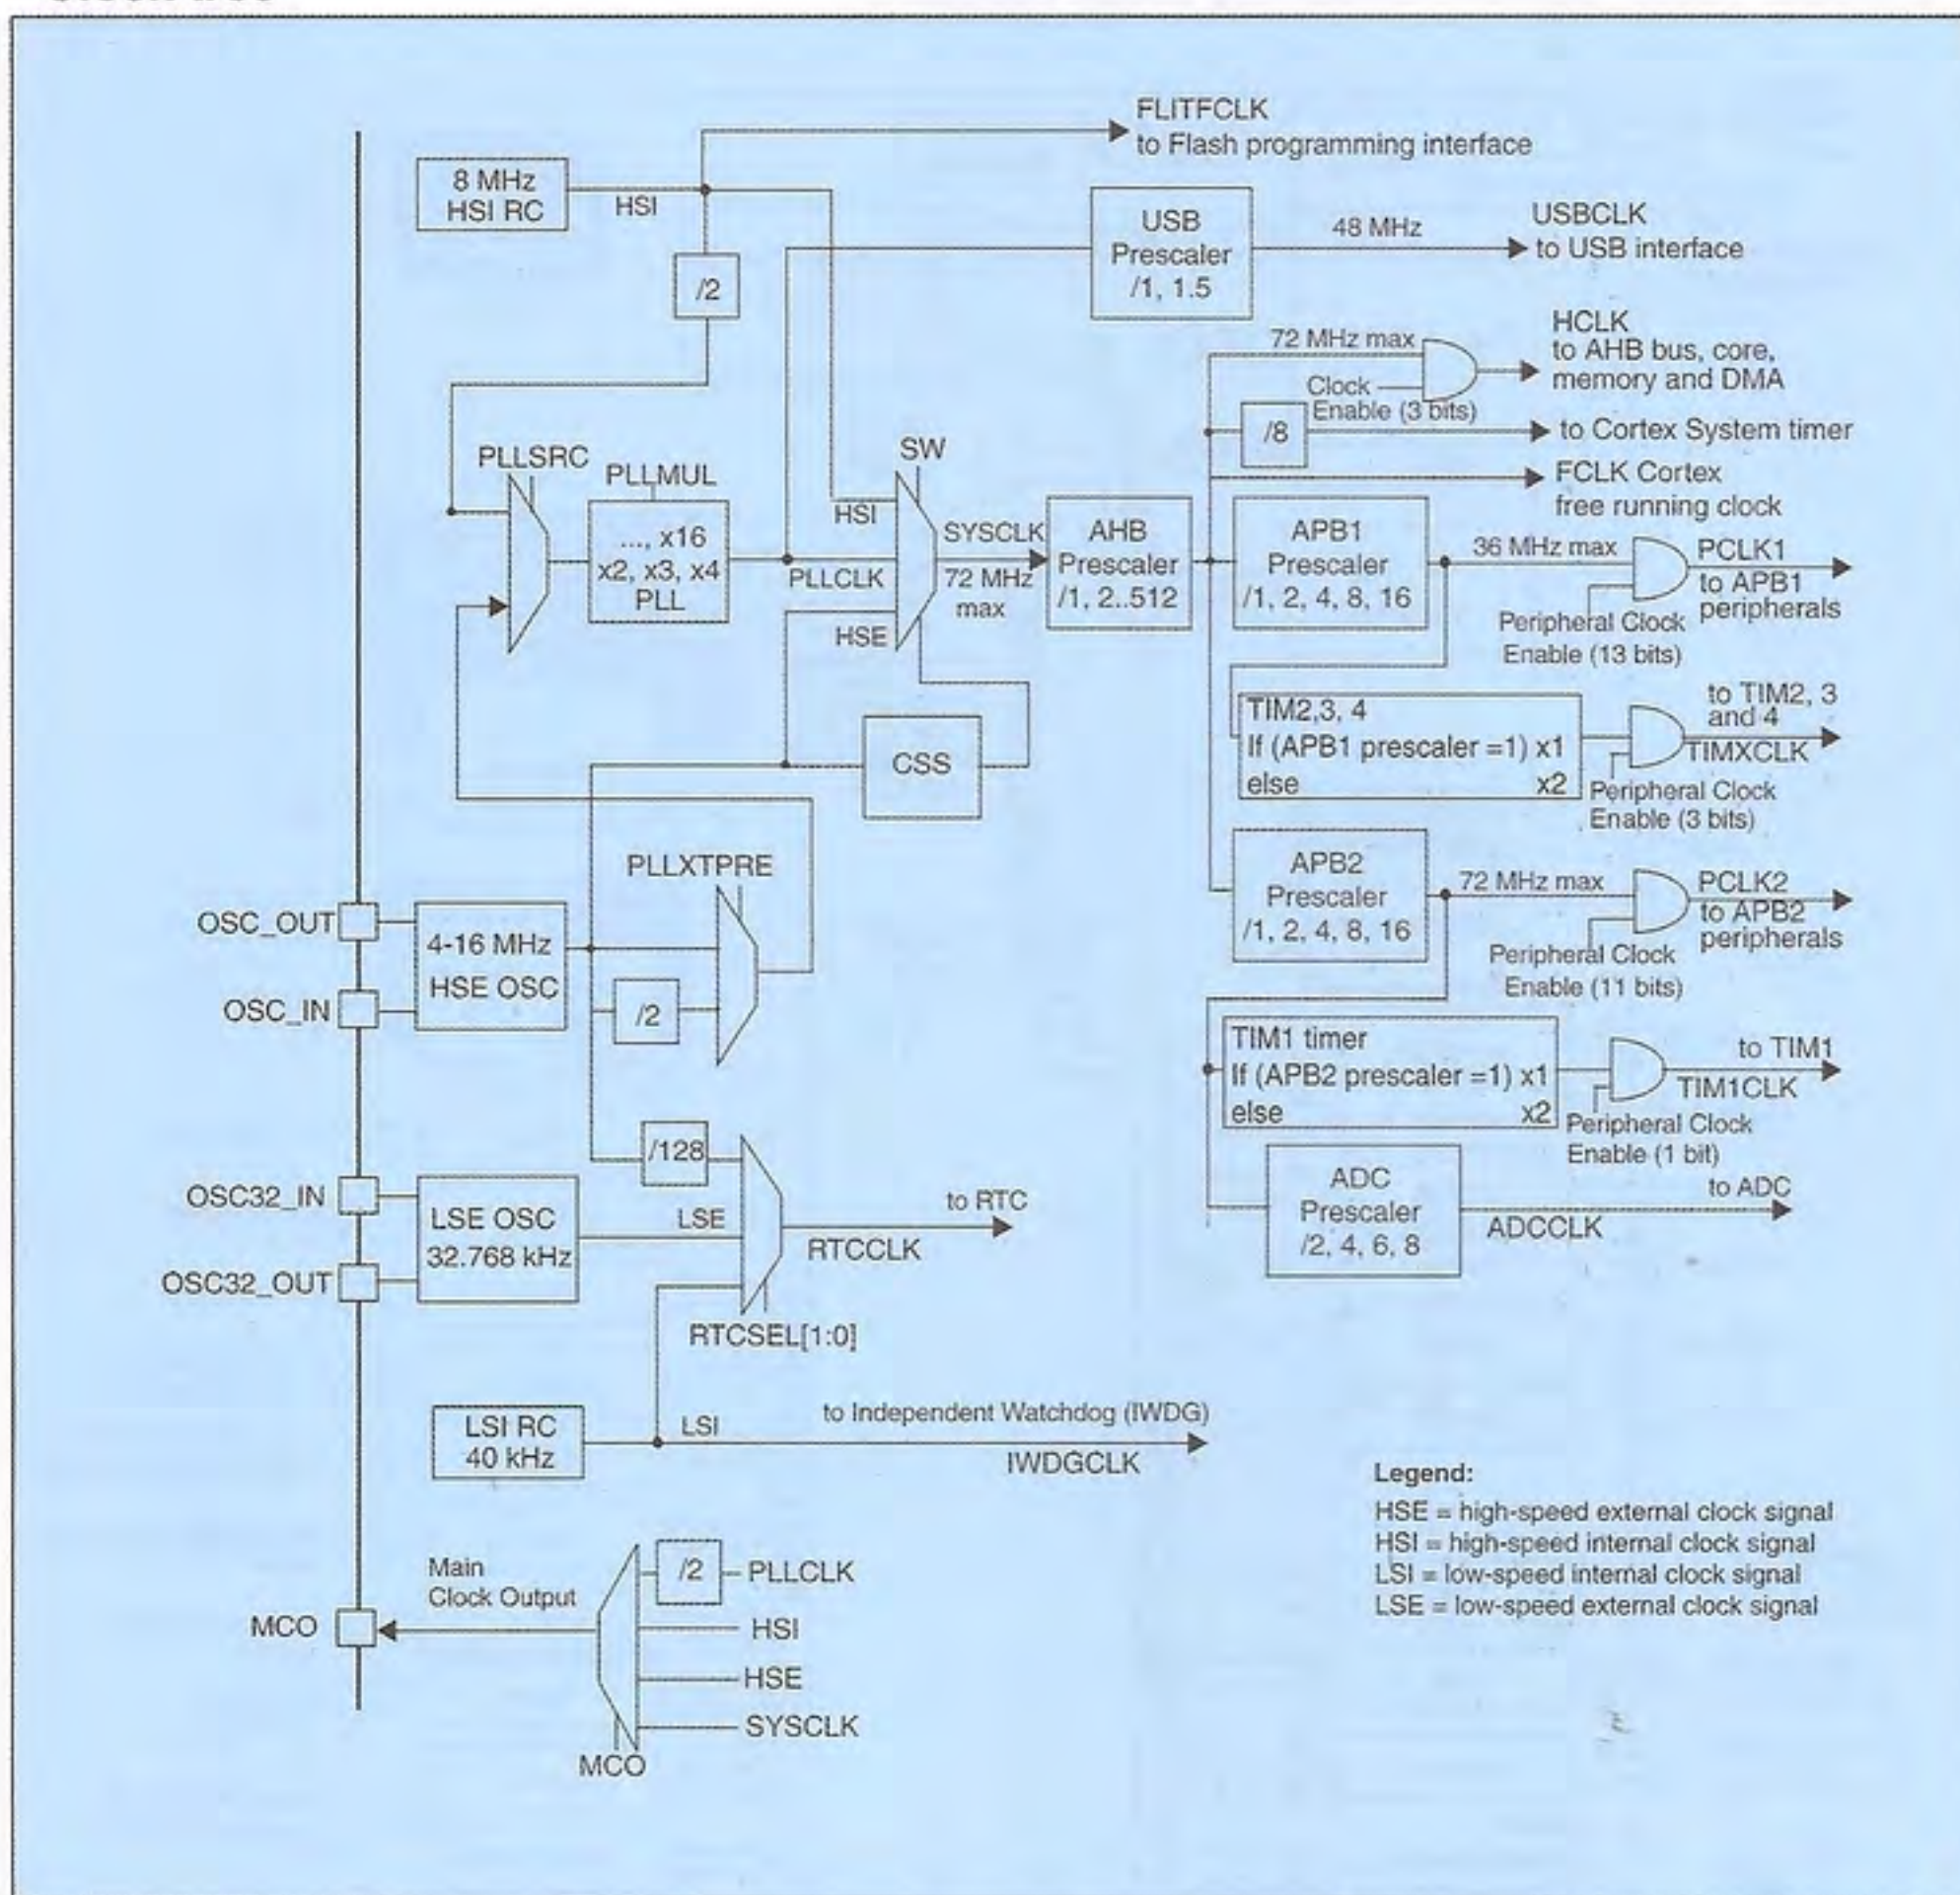 FLITFCLK
to Flash programming interface
8 MHz
HSI RC
HSI
/2
USB
Prescaler
/1, 1.5
48 MHz
USBCLK
to USB interface
72 MHz max
Clock
Enable (3 bits)
HCLK
to AHB bus, core,
memory and DMA
/8
to Cortex System timer
FCLK Cortex
free running clock
PLLSRC
PLLMUL
..., x16
x2, x3, x4
PLL
SW
HSI
PLLCLK
HSE
SYSCLK
72 MHz
max
AHB
Prescaler
/1, 2..512
APB1
Prescaler
/1, 2, 4, 8, 16
36 MHz max
PCLK1
to APB1
peripherals
Peripheral Clock
Enable (13 bits)
CSS
TIM2,3, 4
If (APB1 prescaler =1) x1
else x2
to TIM2, 3
and 4
TIMXCLK
Peripheral Clock
Enable (3 bits)
PLLXTPRE
OSC_OUT
OSC_IN
4-16 MHz
HSE OSC
/2
APB2
Prescaler
/1, 2, 4, 8, 16
72 MHz max
PCLK2
to APB2
peripherals
Peripheral Clock
Enable (11 bits)
TIM1 timer
If (APB2 prescaler =1) x1
else x2
to TIM1
TIM1CLK
Peripheral Clock
Enable (1 bit)
/128
OSC32_IN
OSC32_OUT
LSE OSC
32.768 kHz
LSE
to RTC
RTCCLK
RTCSEL[1:0]
ADC
Prescaler
/2, 4, 6, 8
to ADC
ADCCLK
LSI RC
40 kHz
LSI
to Independent Watchdog (IWDG)
IWDGCLK
Legend:
HSE = high-speed external clock signal
HSI = high-speed internal clock signal
LSI = low-speed internal clock signal
LSE = low-speed external clock signal
Main
Clock Output
MCO
/2
PLLCLK
HSI
HSE
SYSCLK
MCO